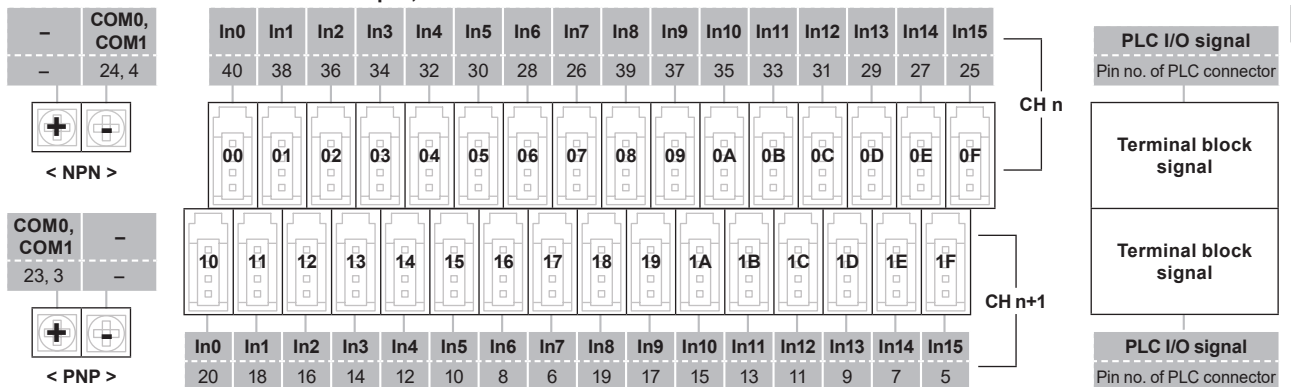 – COM0, COM1
– 24, 4
+ -
< NPN >
In0 In1 In2 In3 In4 In5 In6 In7 In8 In9 In10 In11 In12 In13 In14 In15
40 38 36 34 32 30 28 26 39 37 35 33 31 29 27 25
CH n
00 01 02 03 04 05 06 07 08 09 0A 0B 0C 0D 0E 0F
PLC I/O signal
Pin no. of PLC connector
Terminal block signal
COM0, COM1 –
23, 3 –
+ -
< PNP >
10 11 12 13 14 15 16 17 18 19 1A 1B 1C 1D 1E 1F
CH n+1
In0 In1 In2 In3 In4 In5 In6 In7 In8 In9 In10 In11 In12 In13 In14 In15
20 18 16 14 12 10 8 6 19 17 15 13 11 9 7 5
Terminal block signal
PLC I/O signal
Pin no. of PLC connector